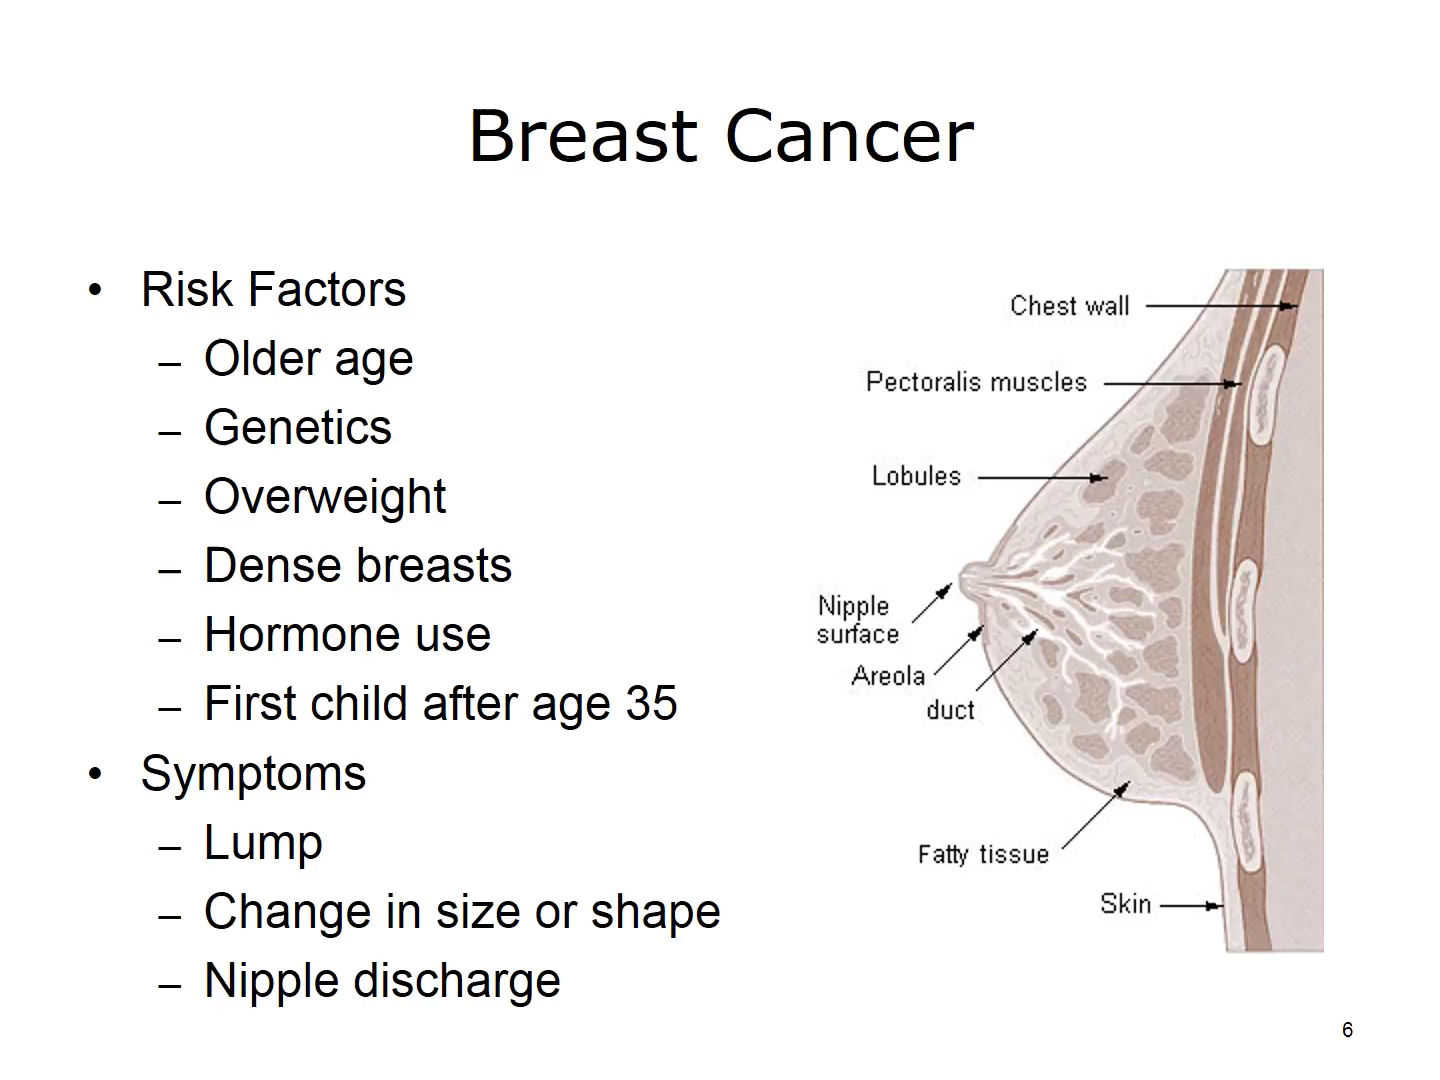 Breast Cancer
• Risk Factors
– Older age
– Genetics
– Overweight
– Dense breasts
– Hormone use
– First child after age 35
• Symptoms
– Lump
– Change in size or shape
– Nipple discharge
Chest wall
Pectoralis muscles
Lobules
Nipple
surface
Areola
duct
Fatty tissue
Skin
6